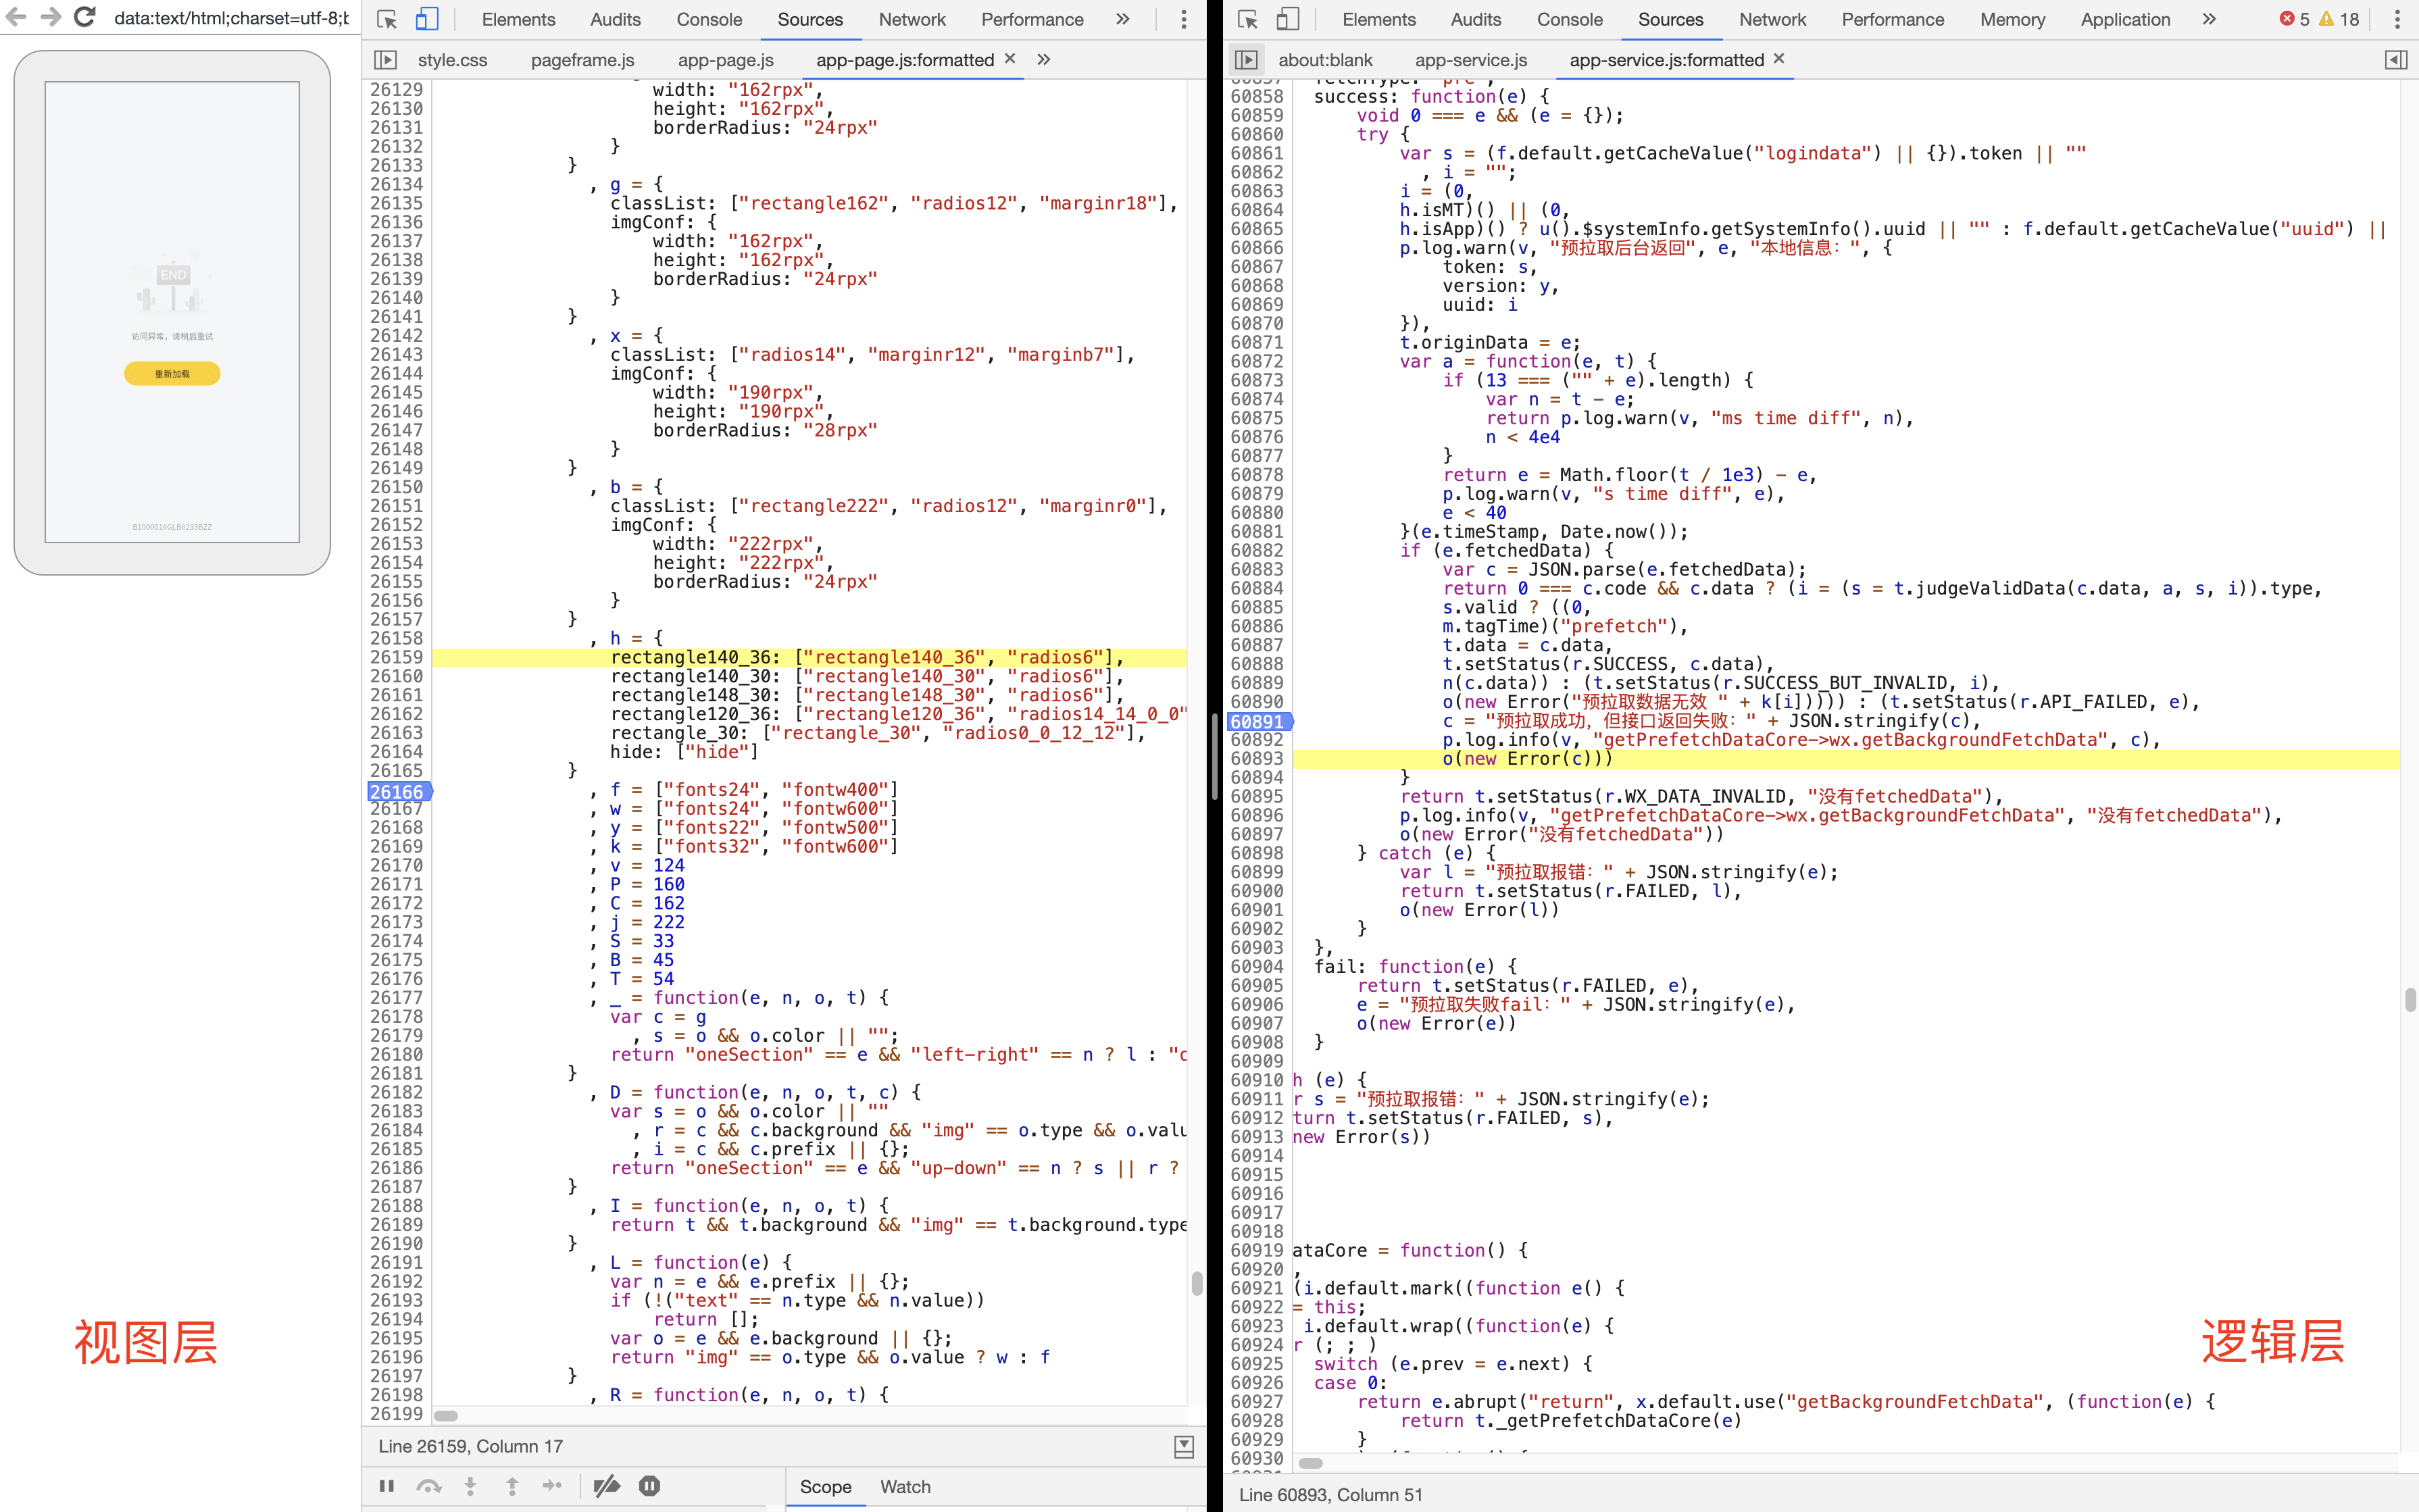 data:text/html;charset=utf-8;b
END
访问异常，请稍后重试
重新加载
B100001#GLB#233BZZ
视图层
Elements Audits Console Sources Network Performance »
style.css pageframe.js app-page.js app-page.js:formatted × »
26129 width: "162rpx",
26130 height: "162rpx",
26131 borderRadius: "24rpx"
26132 }
26133 }
26134 , g = {
26135 classList: ["rectangle162", "radios12", "marginr18"],
26136 imgConf: {
26137 width: "162rpx",
26138 height: "162rpx",
26139 borderRadius: "24rpx"
26140 }
26141 }
26142 , x = {
26143 classList: ["radios14", "marginr12", "marginb7"],
26144 imgConf: {
26145 width: "190rpx",
26146 height: "190rpx",
26147 borderRadius: "28rpx"
26148 }
26149 }
26150 , b = {
26151 classList: ["rectangle222", "radios12", "marginr0"],
26152 imgConf: {
26153 width: "222rpx",
26154 height: "222rpx",
26155 borderRadius: "24rpx"
26156 }
26157 }
26158 , h = {
26159 rectangle140_36: ["rectangle140_36", "radios6"],
26160 rectangle140_30: ["rectangle140_30", "radios6"],
26161 rectangle148_30: ["rectangle148_30", "radios6"],
26162 rectangle120_36: ["rectangle120_36", "radios14_14_0_0"
26163 rectangle_30: ["rectangle_30", "radios0_0_12_12"],
26164 hide: ["hide"]
26165 }
26166 , f = ["fonts24", "fontw400"]
26167 , w = ["fonts24", "fontw600"]
26168 , y = ["fonts22", "fontw500"]
26169 , k = ["fonts32", "fontw600"]
26170 , v = 124
26171 , P = 160
26172 , C = 162
26173 , j = 222
26174 , S = 33
26175 , B = 45
26176 , T = 54
26177 , _ = function(e, n, o, t) {
26178 var c = g
26179 , s = o && o.color || "";
26180 return "oneSection" == e && "left-right" == n ? l : "o
26181 }
26182 , D = function(e, n, o, t, c) {
26183 var s = o && o.color || ""
26184 , r = c && c.background && "img" == o.type && o.valu
26185 , i = c && c.prefix || {};
26186 return "oneSection" == e && "up-down" == n ? s || r ?
26187 }
26188 , I = function(e, n, o, t) {
26189 return t && t.background && "img" == t.background.type
26190 }
26191 , L = function(e) {
26192 var n = e && e.prefix || {};
26193 if (!("text" == n.type && n.value))
26194 return [];
26195 var o = e && e.background || {};
26196 return "img" == o.type && o.value ? w : f
26197 }
26198 , R = function(e, n, o, t) {
26199
Line 26159, Column 17
Scope Watch
Elements Audits Console Sources Network Performance Memory Application » 5 18
about:blank app-service.js app-service.js:formatted ×
60857 fetchType: "pre",
60858 success: function(e) {
60859 void 0 === e && (e = {});
60860 try {
60861 var s = (f.default.getCacheValue("logindata") || {}).token || ""
60862 , i = "";
60863 i = (0,
60864 h.isMT)() || (0,
60865 h.isApp)() ? u().$systemInfo.getSystemInfo().uuid || "" : f.default.getCacheValue("uuid") ||
60866 p.log.warn(v, "预拉取后台返回", e, "本地信息：", {
60867 token: s,
60868 version: y,
60869 uuid: i
60870 }),
60871 t.originData = e;
60872 var a = function(e, t) {
60873 if (13 === ("" + e).length) {
60874 var n = t - e;
60875 return p.log.warn(v, "ms time diff", n),
60876 n < 4e4
60877 }
60878 return e = Math.floor(t / 1e3) - e,
60879 p.log.warn(v, "s time diff", e),
60880 e < 40
60881 }(e.timeStamp, Date.now());
60882 if (e.fetchedData) {
60883 var c = JSON.parse(e.fetchedData);
60884 return 0 === c.code && c.data ? (i = (s = t.judgeValidData(c.data, a, s, i)).type,
60885 s.valid ? ((0,
60886 m.tagTime)("prefetch"),
60887 t.data = c.data,
60888 t.setStatus(r.SUCCESS, c.data),
60889 n(c.data)) : (t.setStatus(r.SUCCESS_BUT_INVALID, i),
60890 o(new Error("预拉取数据无效 " + k[i])))) : (t.setStatus(r.API_FAILED, e),
60891 c = "预拉取成功，但接口返回失败：" + JSON.stringify(c),
60892 p.log.info(v, "getPrefetchDataCore->wx.getBackgroundFetchData", c),
60893 o(new Error(c)))
60894 }
60895 return t.setStatus(r.WX_DATA_INVALID, "没有fetchedData"),
60896 p.log.info(v, "getPrefetchDataCore->wx.getBackgroundFetchData", "没有fetchedData"),
60897 o(new Error("没有fetchedData"))
60898 } catch (e) {
60899 var l = "预拉取报错：" + JSON.stringify(e);
60900 return t.setStatus(r.FAILED, l),
60901 o(new Error(l))
60902 }
60903 },
60904 fail: function(e) {
60905 return t.setStatus(r.FAILED, e),
60906 e = "预拉取失败fail：" + JSON.stringify(e),
60907 o(new Error(e))
60908 }
60909
60910 h (e) {
60911 r s = "预拉取报错：" + JSON.stringify(e);
60912 turn t.setStatus(r.FAILED, s),
60913 new Error(s))
60914
60915
60916
60917
60918
60919 ataCore = function() {
60920 ,
60921 (i.default.mark((function e() {
60922 = this;
60923 i.default.wrap((function(e) {
60924 r (; ; )
60925 switch (e.prev = e.next) {
60926 case 0:
60927 return e.abrupt("return", x.default.use("getBackgroundFetchData", (function(e) {
60928 return t._getPrefetchDataCore(e)
60929 }
60930
逻辑层
Line 60893, Column 51